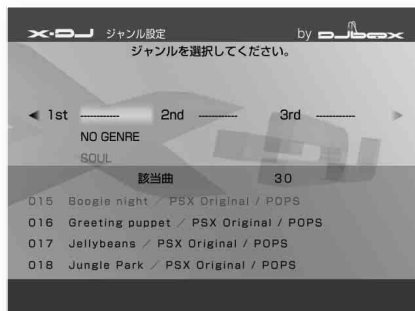 X-DJ ジャンル設定 by DJbox
ジャンルを選択してください。
1st ------------ 2nd ------------ 3rd ------------
NO GENRE
SOUL
該当曲 30
015 Boogie night / PSX Original / POPS
016 Greeting puppet / PSX Original / POPS
017 Jellybeans / PSX Original / POPS
018 Jungle Park / PSX Original / POPS